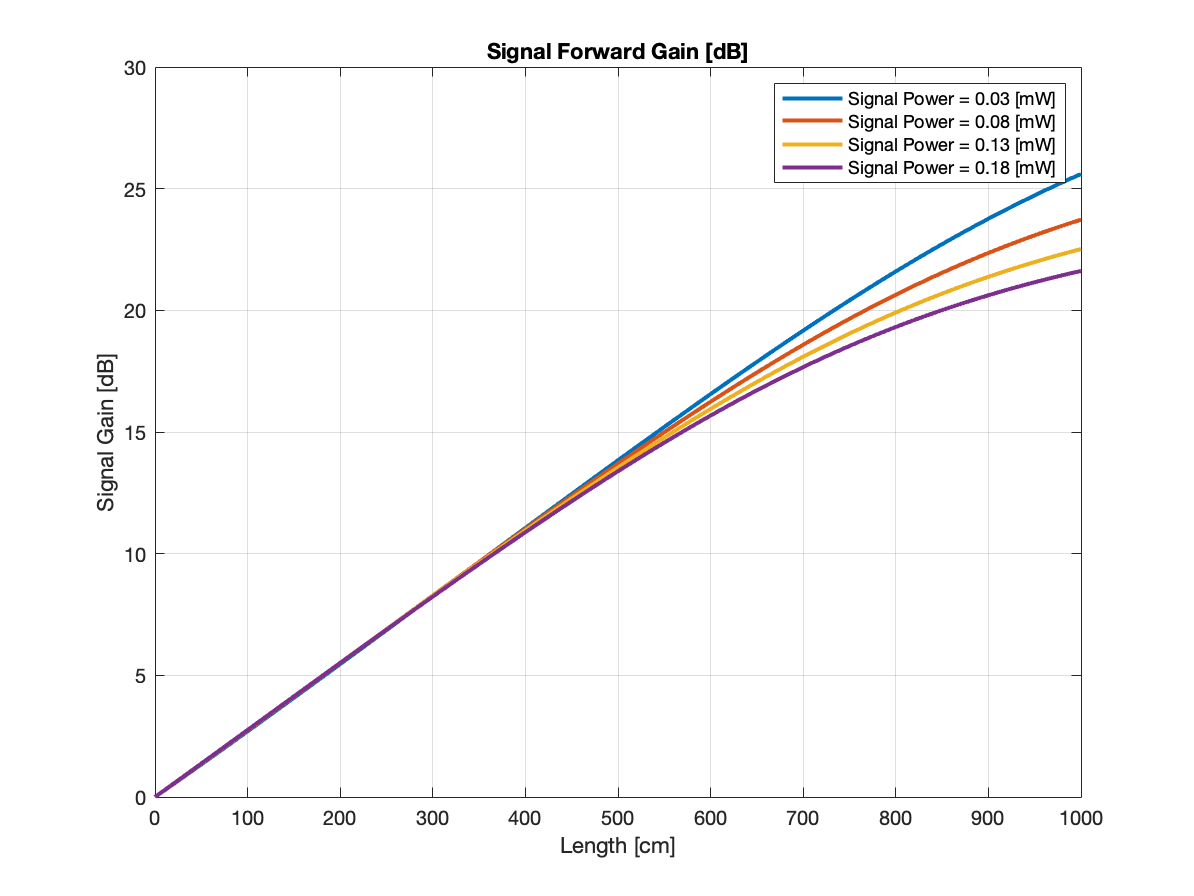 Signal Forward Gain [dB]
30
25
20
15
10
5
0
Signal Gain [dB]
Signal Power = 0.03 [mW]
Signal Power = 0.08 [mW]
Signal Power = 0.13 [mW]
Signal Power = 0.18 [mW]
0 100 200 300 400 500 600 700 800 900 1000
Length [cm]